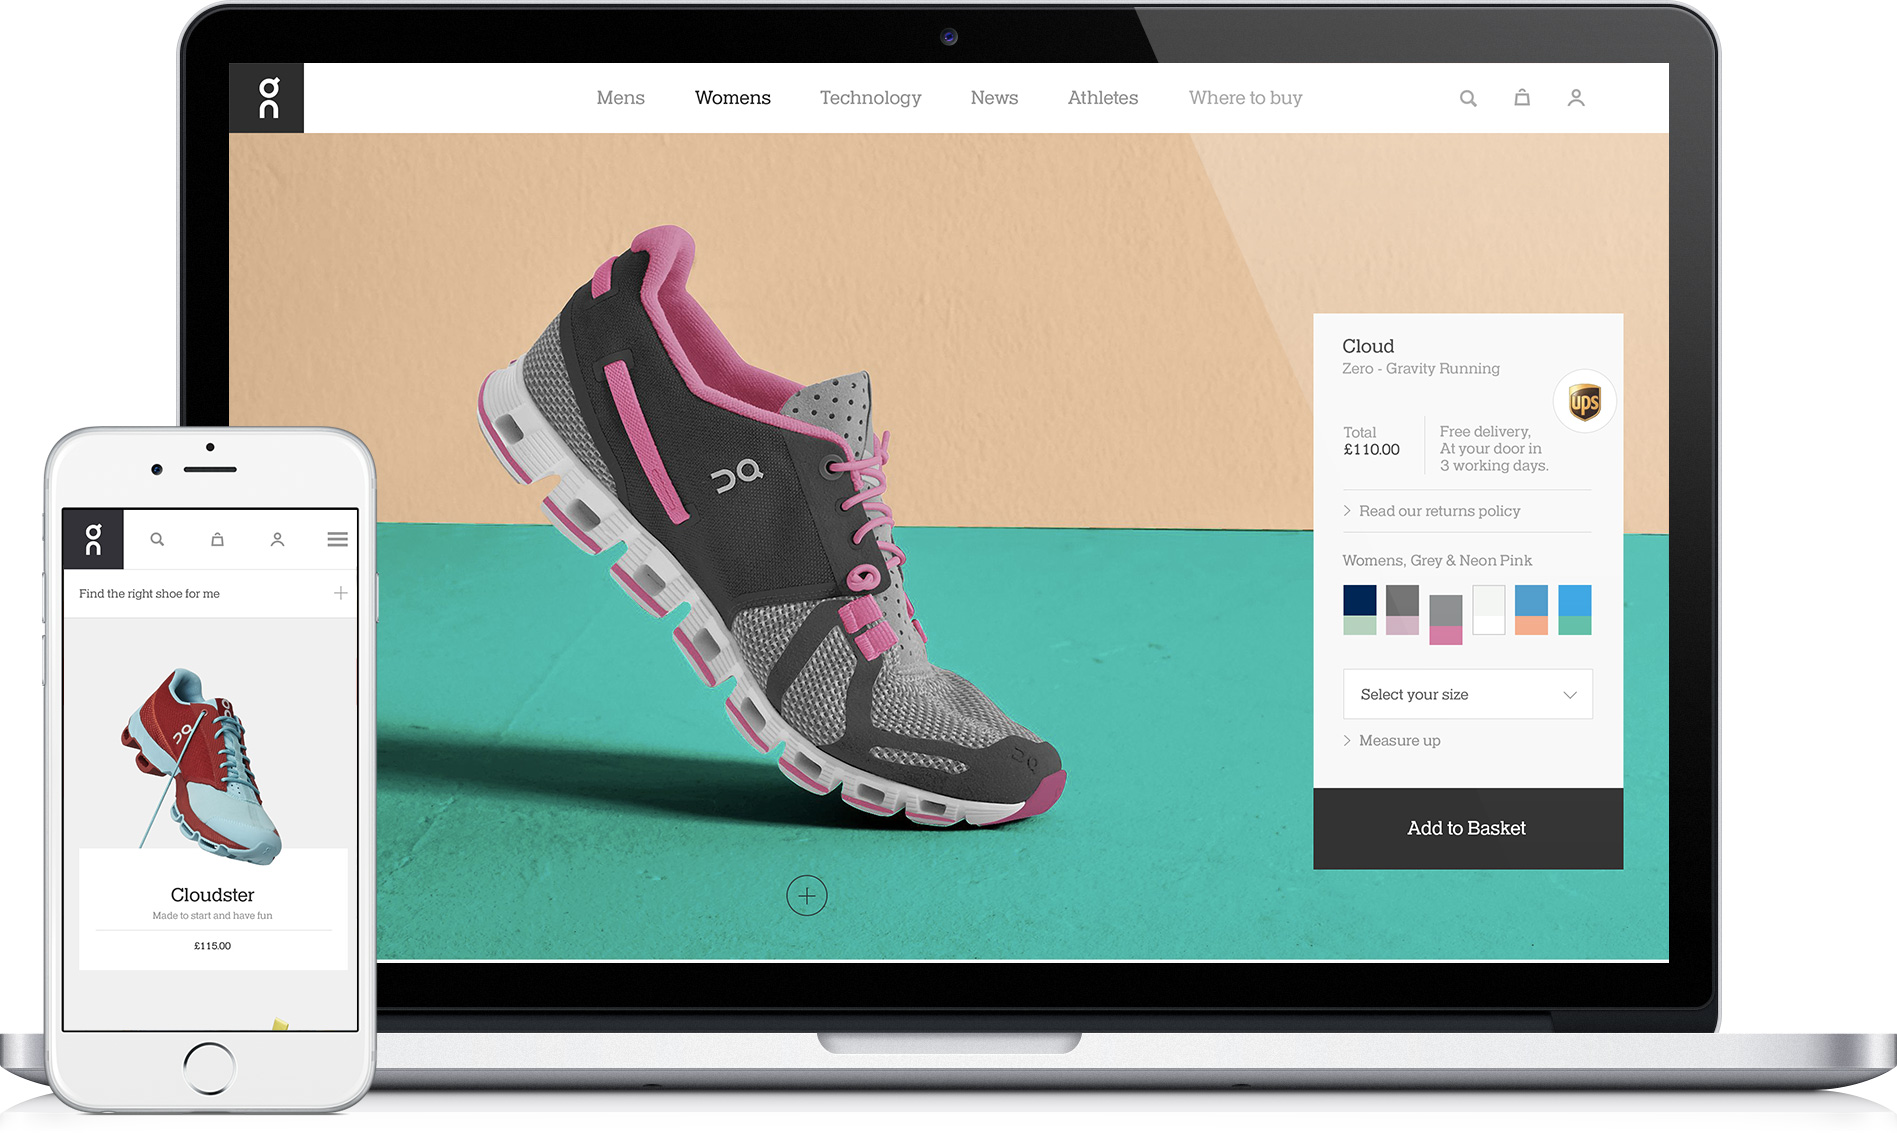 Mens
Womens
Technology
News
Athletes
Where to buy
Cloud
Zero - Gravity Running
ups
Total
£110.00
Free delivery,
At your door in
3 working days.
Read our returns policy
Womens, Grey & Neon Pink
Select your size
Measure up
Add to Basket
Find the right shoe for me
Cloudster
Made to start and have fun
£115.00